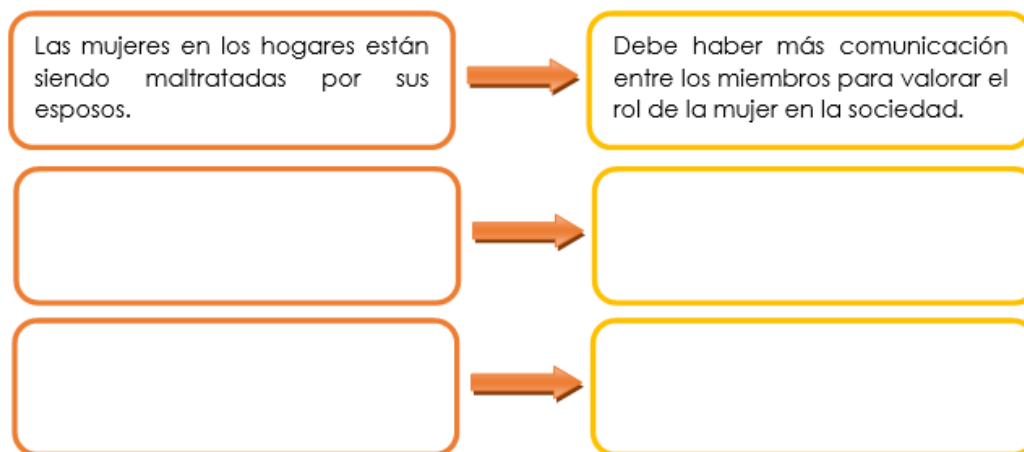 Las mujeres en los hogares están
siendo maltratadas por sus
esposos.
Debe haber más comunicación
entre los miembros para valorar el
rol de la mujer en la sociedad.